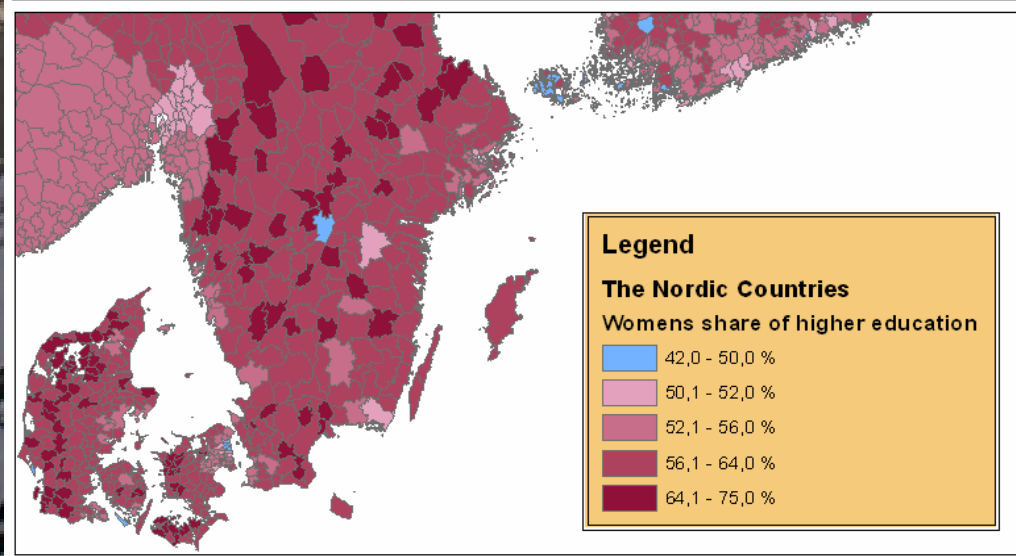 Legend
The Nordic Countries
Womens share of higher education
42,0 - 50,0 %
50,1 - 52,0 %
52,1 - 56,0 %
56,1 - 64,0 %
64,1 - 75,0 %